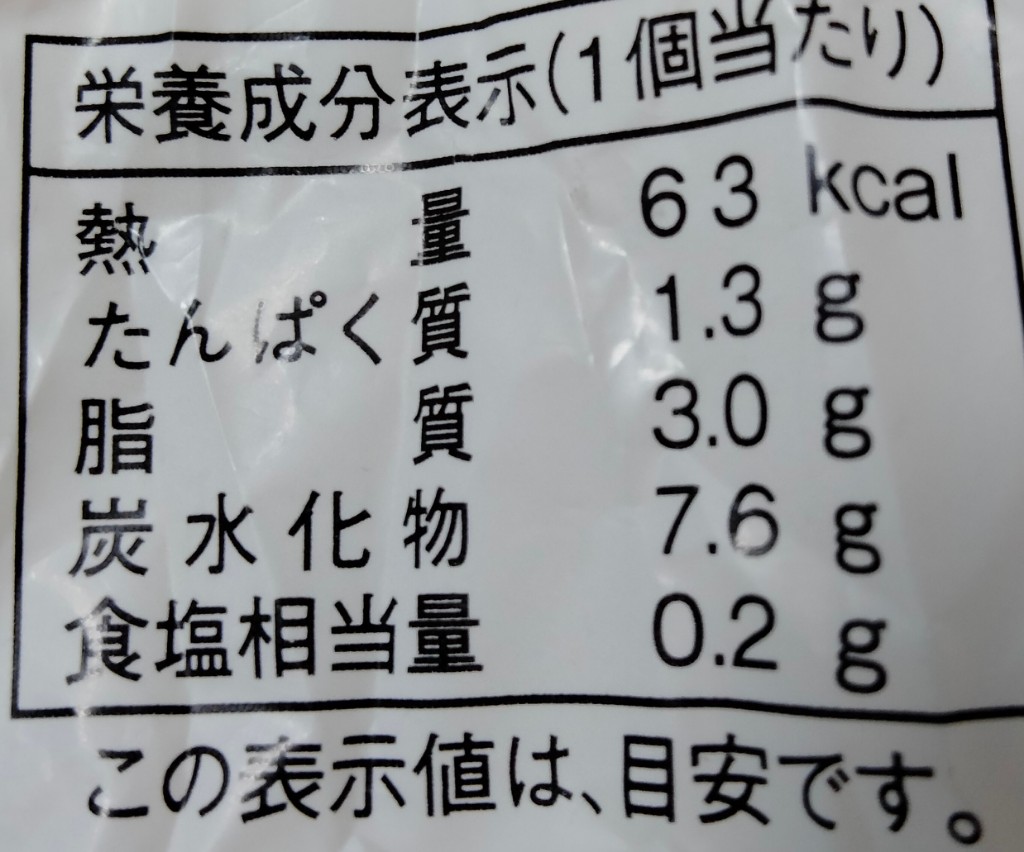 栄養成分表示(1個当たり)
熱量 63 kcal
たんぱく質 1.3 g
脂質 3.0 g
炭水化物 7.6 g
食塩相当量 0.2 g
この表示値は、目安です。